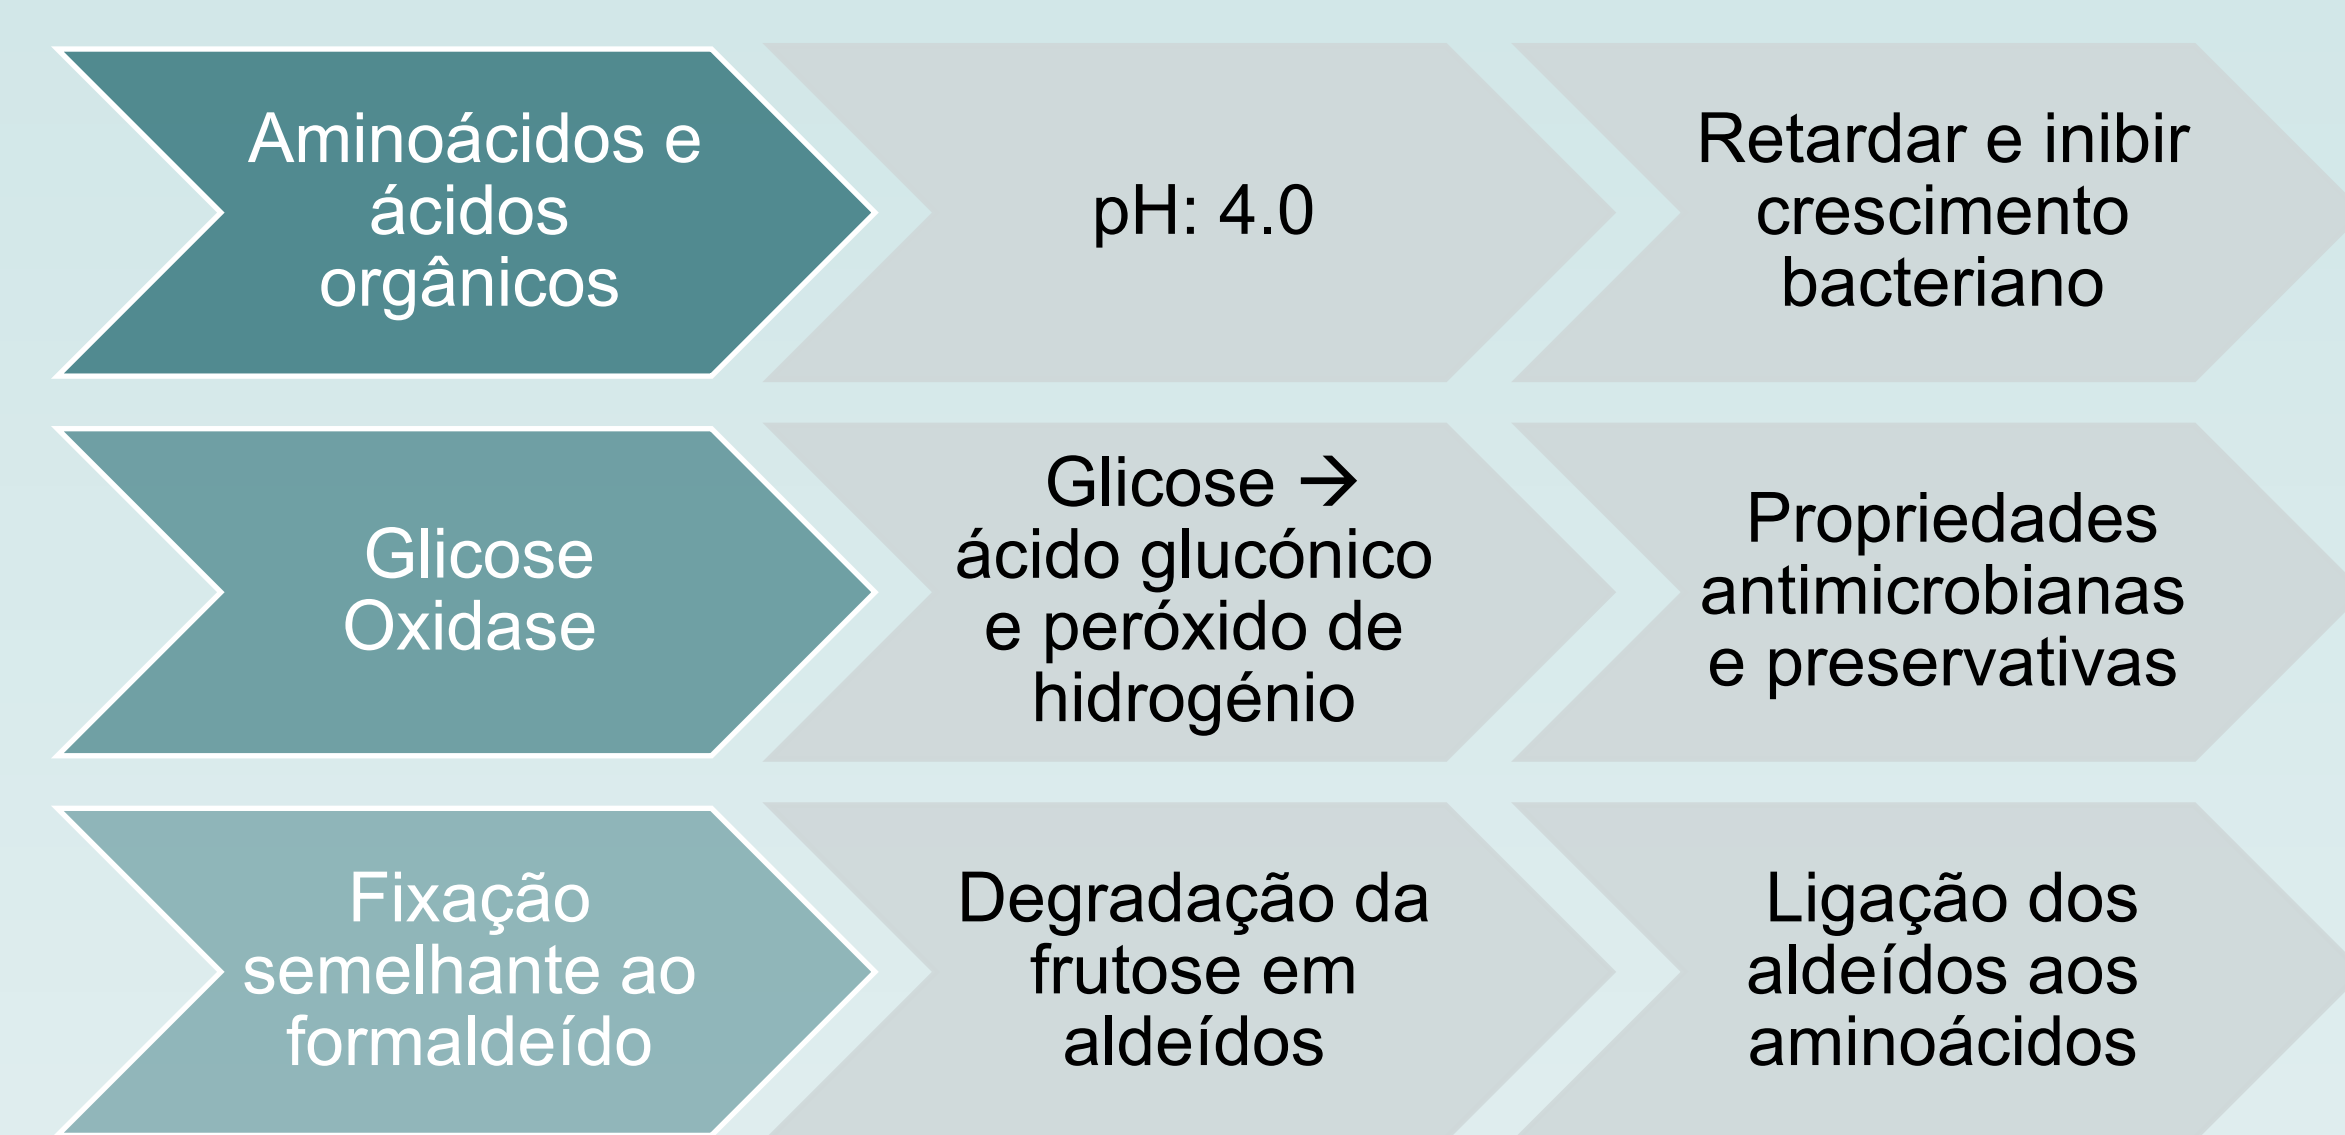 Aminoácidos e
ácidos
orgânicos
pH: 4.0
Retardar e inibir
crescimento
bacteriano
Glicose
Oxidase
Glicose →
ácido glucónico
e peróxido de
hidrogénio
Propriedades
antimicrobianas
e preservativas
Fixação
semelhante ao
formaldeído
Degradação da
frutose em
aldeídos
Ligação dos
aldeídos aos
aminoácidos